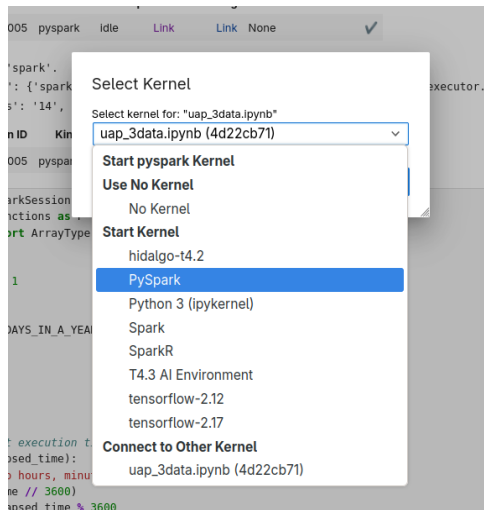 005 pyspark idle Link Link None ✔
'spark'.
': {'spark
executor.
s': '14',
Select Kernel
Select kernel for: "uap_3data.ipynb"
uap_3data.ipynb (4d22cb71)
n ID Kin
005 pyspar
Start pyspark Kernel
Use No Kernel
No Kernel
Start Kernel
hidalgo-t4.2
PySpark
Python 3 (ipykernel)
Spark
SparkR
T4.3 AI Environment
tensorflow-2.12
tensorflow-2.17
Connect to Other Kernel
uap_3data.ipynb (4d22cb71)
arkSession
nctions as
ort ArrayType
1
DAYS_IN_A_YEA
t execution t
psed_time):
o hours, minu
me // 3600)
apsed_time % 3600